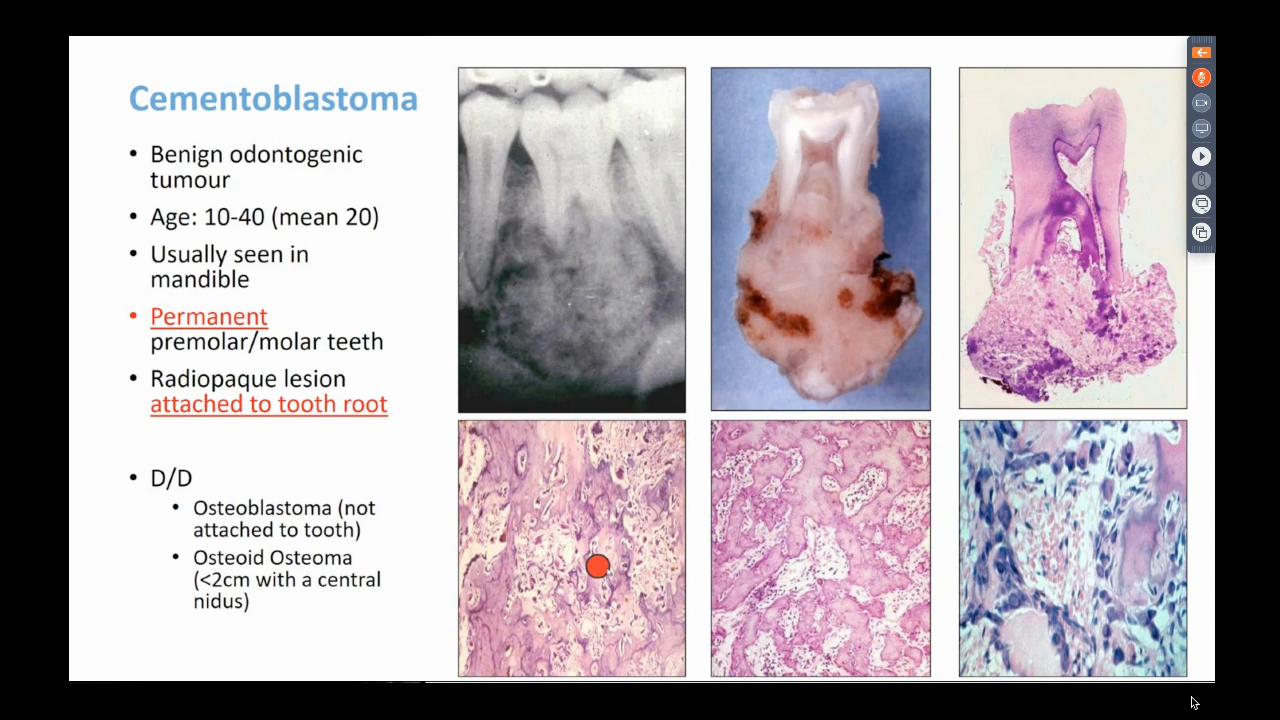 Cementoblastoma
• Benign odontogenic
tumour
• Age: 10-40 (mean 20)
• Usually seen in
mandible
• Permanent
premolar/molar teeth
• Radiopaque lesion
attached to tooth root
• D/D
• Osteoblastoma (not
attached to tooth)
• Osteoid Osteoma
(<2cm with a central
nidus)